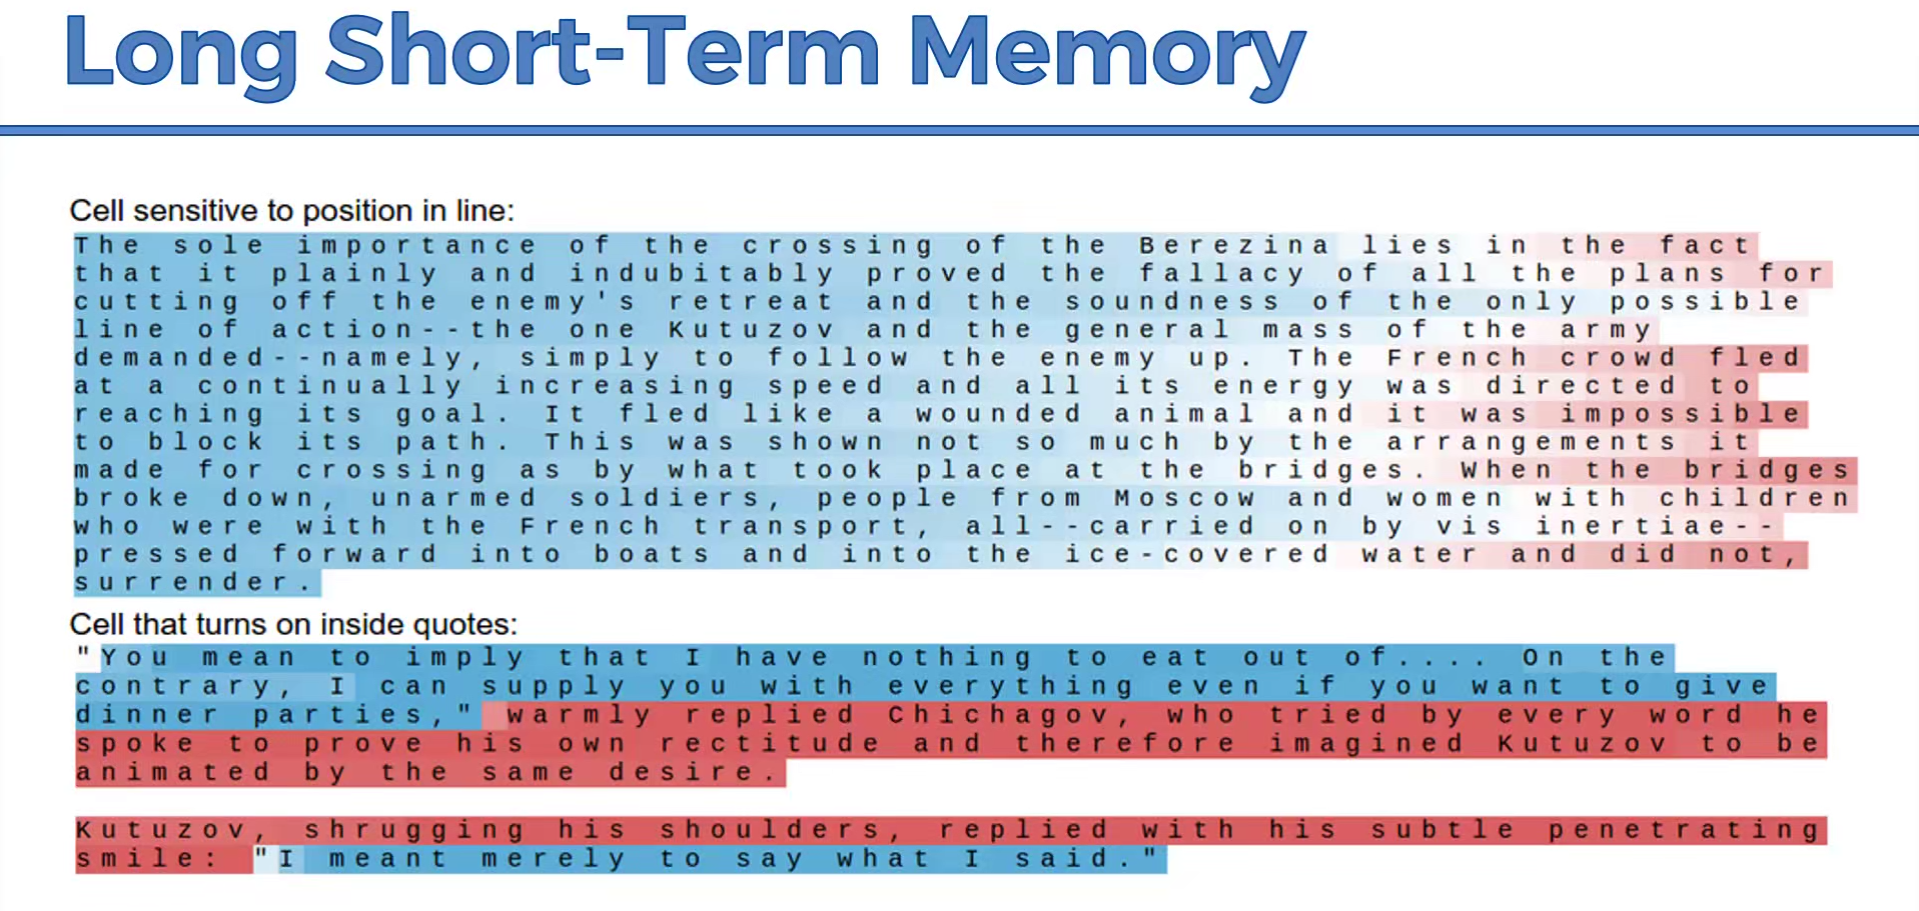 Long Short-Term Memory
Cell sensitive to position in line:
The sole importance of the crossing of the Berezina lies in the fact
that it plainly and indubitably proved the fallacy of all the plans for
cutting off the enemy's retreat and the soundness of the only possible
line of action--the one Kutuzov and the general mass of the army
demanded--namely, simply to follow the enemy up. The French crowd fled
at a continually increasing speed and all its energy was directed to
reaching its goal. It fled like a wounded animal and it was impossible
to block its path. This was shown not so much by the arrangements it
made for crossing as by what took place at the bridges. When the bridges
broke down, unarmed soldiers, people from Moscow and women with children
who were with the French transport, all--carried on by vis inertiae--
pressed forward into boats and into the ice-covered water and did not,
surrender.
Cell that turns on inside quotes:
"You mean to imply that I have nothing to eat out of.... On the
contrary, I can supply you with everything even if you want to give
dinner parties," warmly replied Chichagov, who tried by every word he
spoke to prove his own rectitude and therefore imagined Kutuzov to be
animated by the same desire.
Kutuzov, shrugging his shoulders, replied with his subtle penetrating
smile: "I meant merely to say what I said."